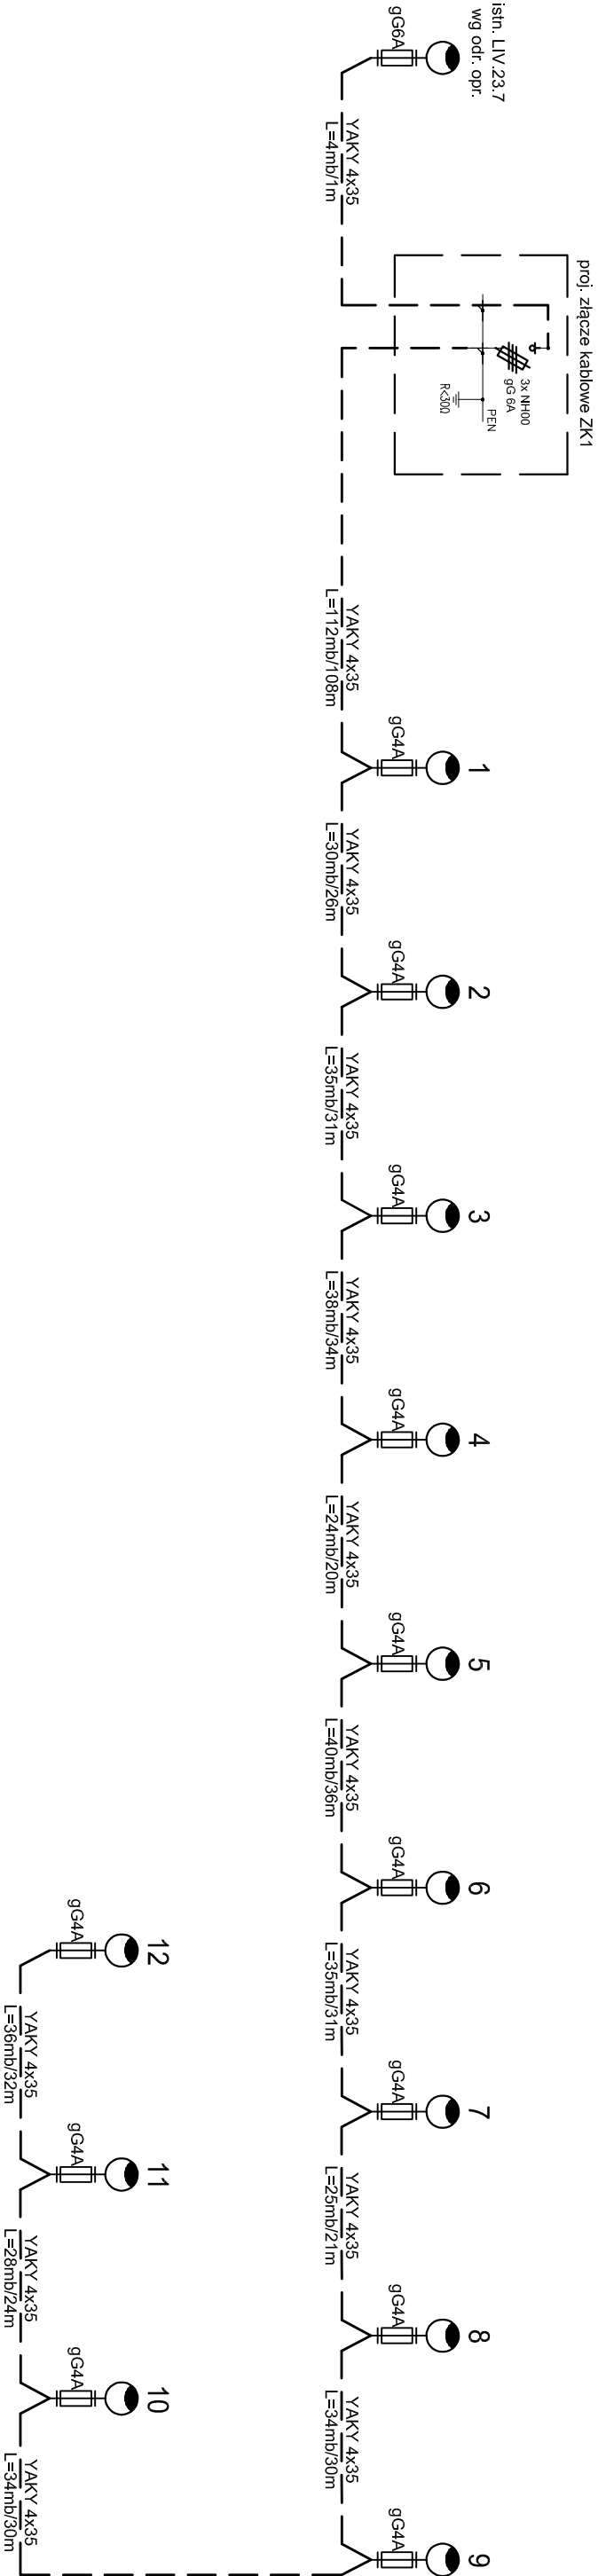 istn. LIV.23.7
wg odr. opr.
gG6A
YAKY 4x35
L=4mb/1m
proj. złącze kablowe ZK1
3x NH00
gG 6A
PEN
R<30Ω
YAKY 4x35
L=112mb/108m
1
gG4A
YAKY 4x35
L=30mb/26m
2
gG4A
YAKY 4x35
L=35mb/31m
3
gG4A
YAKY 4x35
L=38mb/34m
4
gG4A
YAKY 4x35
L=24mb/20m
5
gG4A
YAKY 4x35
L=40mb/36m
6
gG4A
YAKY 4x35
L=35mb/31m
7
gG4A
YAKY 4x35
L=25mb/21m
8
gG4A
YAKY 4x35
L=34mb/30m
9
gG4A
12
gG4A
YAKY 4x35
L=36mb/32m
11
gG4A
YAKY 4x35
L=28mb/24m
10
gG4A
YAKY 4x35
L=34mb/30m